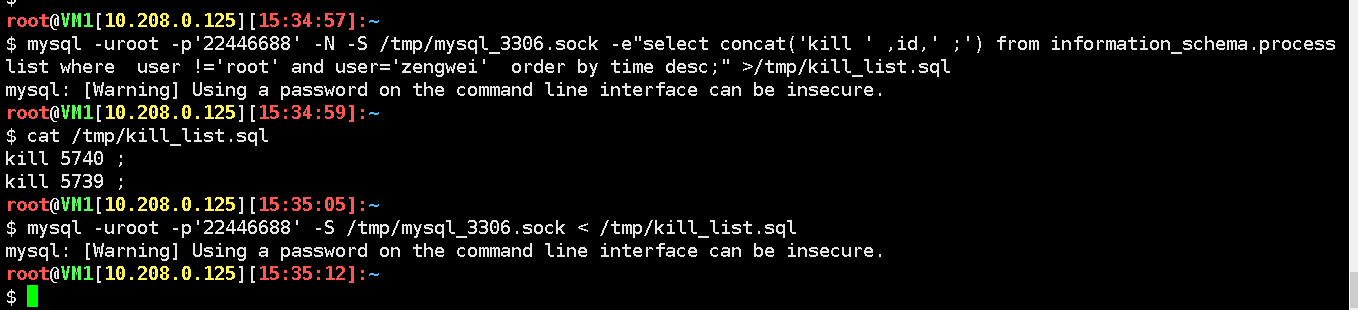 $
root@VM1[10.208.0.125][15:34:57]:~
$ mysql -uroot -p'22446688' -N -S /tmp/mysql_3306.sock -e"select concat('kill ' ,id,' ;') from information_schema.process
list where  user !='root' and user='zengwei'  order by time desc;" >/tmp/kill_list.sql
mysql: [Warning] Using a password on the command line interface can be insecure.
root@VM1[10.208.0.125][15:34:59]:~
$ cat /tmp/kill_list.sql
kill 5740 ;
kill 5739 ;
root@VM1[10.208.0.125][15:35:05]:~
$ mysql -uroot -p'22446688' -S /tmp/mysql_3306.sock < /tmp/kill_list.sql
mysql: [Warning] Using a password on the command line interface can be insecure.
root@VM1[10.208.0.125][15:35:12]:~
$